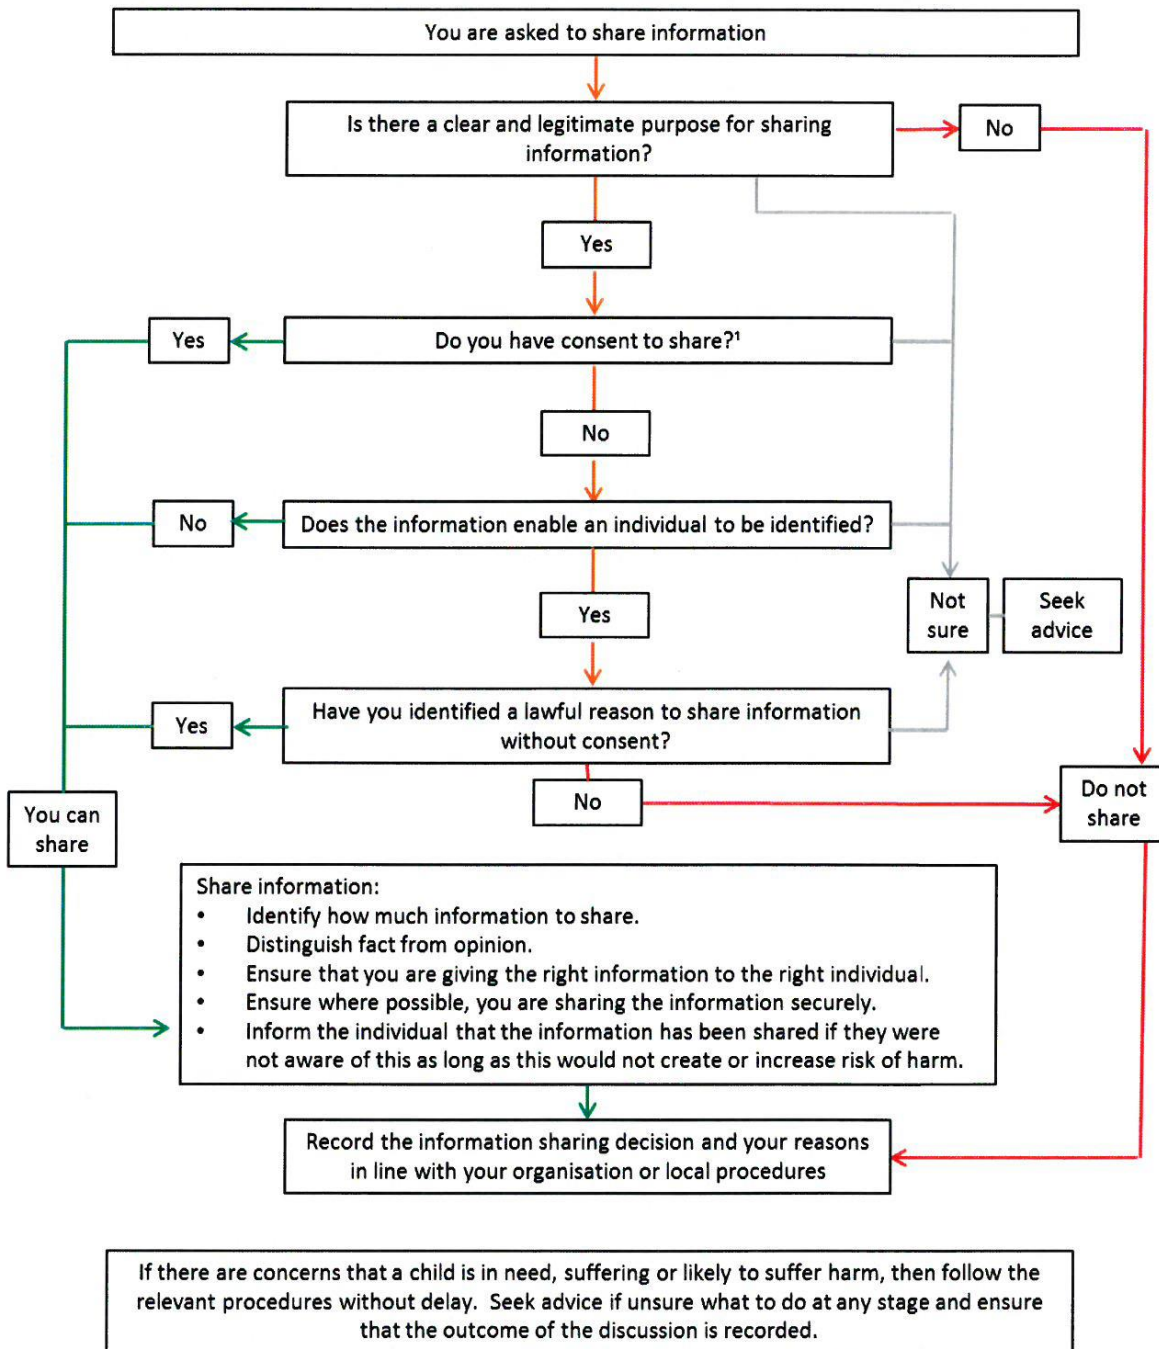 You are asked to share information
Is there a clear and legitimate purpose for sharing
information?
No
Yes
Yes
Do you have consent to share?¹
No
No
Does the information enable an individual to be identified?
Yes
Not
sure
Seek
advice
Yes
Have you identified a lawful reason to share information
without consent?
No
Do not
share
You can
share
Share information:
• Identify how much information to share.
• Distinguish fact from opinion.
• Ensure that you are giving the right information to the right individual.
• Ensure where possible, you are sharing the information securely.
• Inform the individual that the information has been shared if they were
not aware of this as long as this would not create or increase risk of harm.
Record the information sharing decision and your reasons
in line with your organisation or local procedures
If there are concerns that a child is in need, suffering or likely to suffer harm, then follow the
relevant procedures without delay. Seek advice if unsure what to do at any stage and ensure
that the outcome of the discussion is recorded.